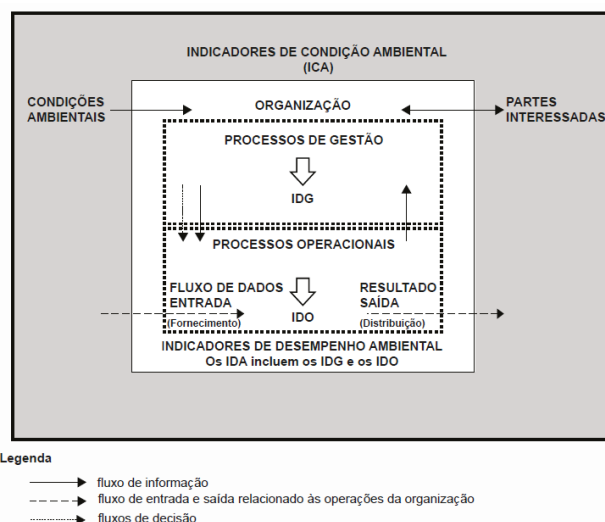 INDICADORES DE CONDIÇÃO AMBIENTAL
(ICA)
CONDIÇÕES
AMBIENTAIS
ORGANIZAÇÃO
PARTES
INTERESSADAS
PROCESSOS DE GESTÃO
IDG
PROCESSOS OPERACIONAIS
FLUXO DE DADOS
ENTRADA
(Fornecimento)
IDO
RESULTADO
SAÍDA
(Distribuição)
INDICADORES DE DESEMPENHO AMBIENTAL
Os IDA incluem os IDG e os IDO
Legenda
fluxo de informação
fluxo de entrada e saída relacionado às operações da organização
fluxos de decisão